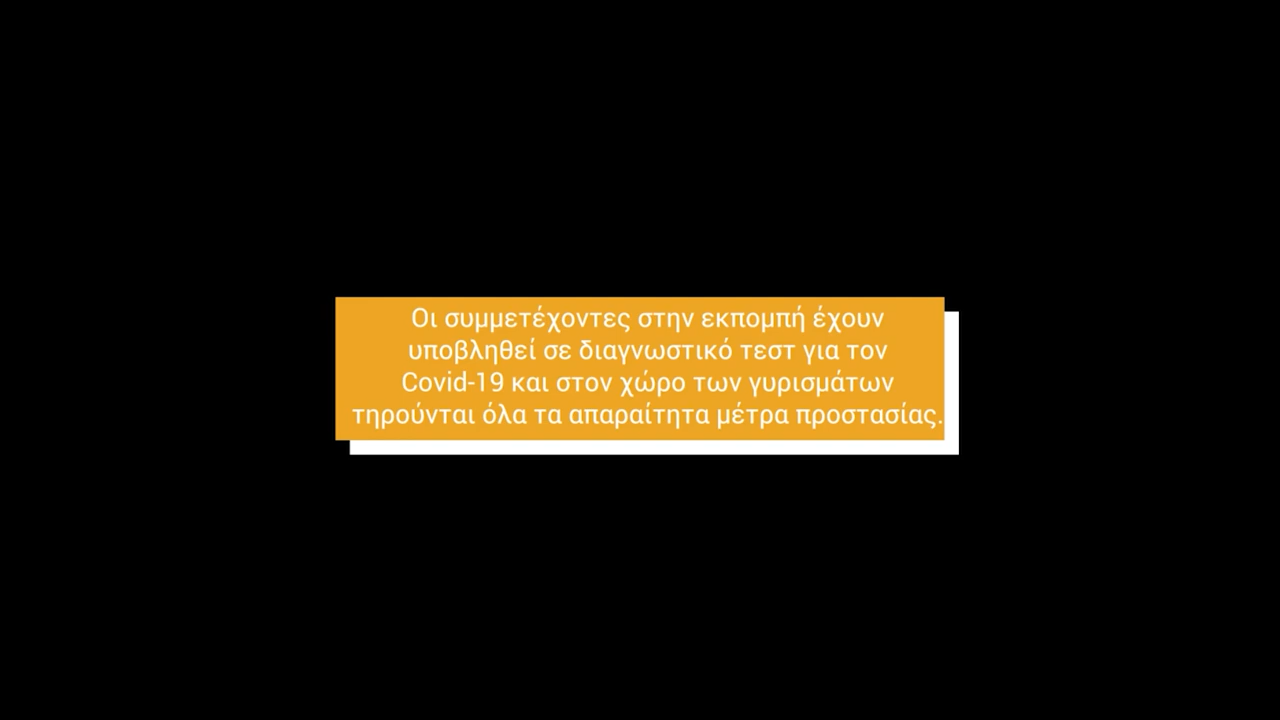 Οι συμμετέχοντες στην εκπομπή έχουν
υποβληθεί σε διαγνωστικό τεστ για τον
Covid-19 και στον χώρο των γυρισμάτων
τηρούνται όλα τα απαραίτητα μέτρα προστασίας.